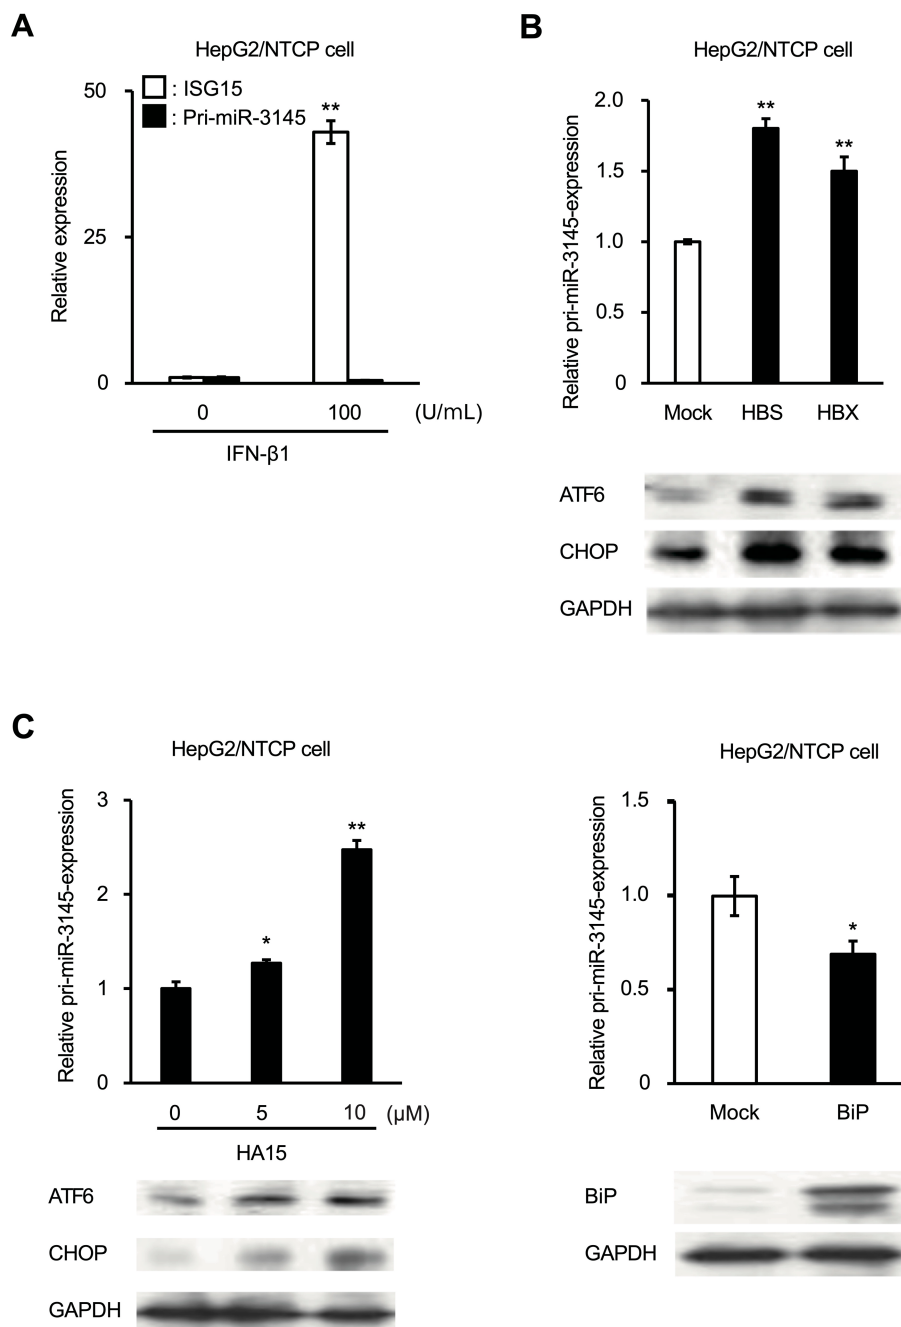 A
HepG2/NTCP cell
: ISG15
: Pri-miR-3145
Relative expression
50
25
0
**
0 100 (U/mL)
IFN-β1
B
HepG2/NTCP cell
Relative pri-miR-3145-expression
2.0
1.5
1.0
0.5
0
**
**
Mock HBS HBX
ATF6
CHOP
GAPDH
C
HepG2/NTCP cell
Relative pri-miR-3145-expression
3
2
1
0
*
**
0 5 10 (μM)
HA15
ATF6
CHOP
GAPDH
HepG2/NTCP cell
Relative pri-miR-3145-expression
1.5
1.0
0.5
0
*
Mock BiP
BiP
GAPDH